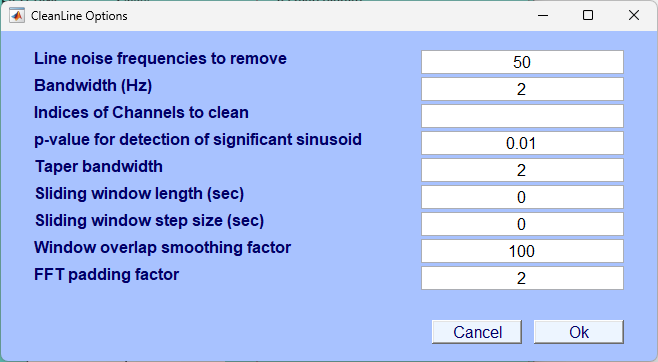 CleanLine Options
Line noise frequencies to remove 50
Bandwidth (Hz) 2
Indices of Channels to clean
p-value for detection of significant sinusoid 0.01
Taper bandwidth 2
Sliding window length (sec) 0
Sliding window step size (sec) 0
Window overlap smoothing factor 100
FFT padding factor 2
Cancel Ok